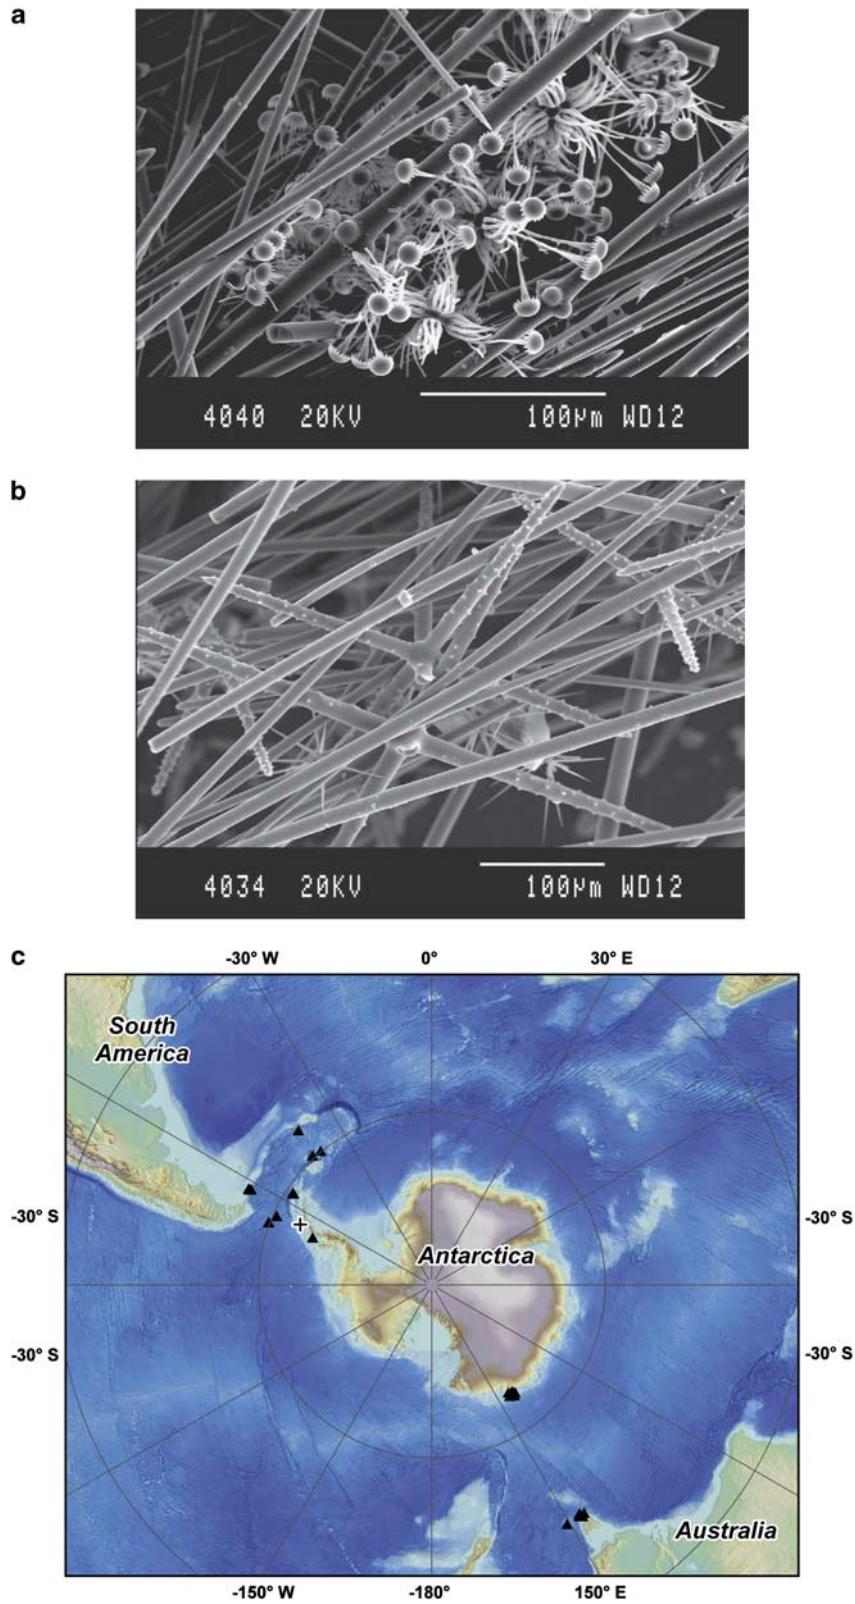 a
4040 20KV 100µm WD12
b
4034 20KV 100µm WD12
c
-30° W 0° 30° E
South
America
-30° S -30° S
Antarctica
-30° S -30° S
Australia
-150° W -180° 150° E